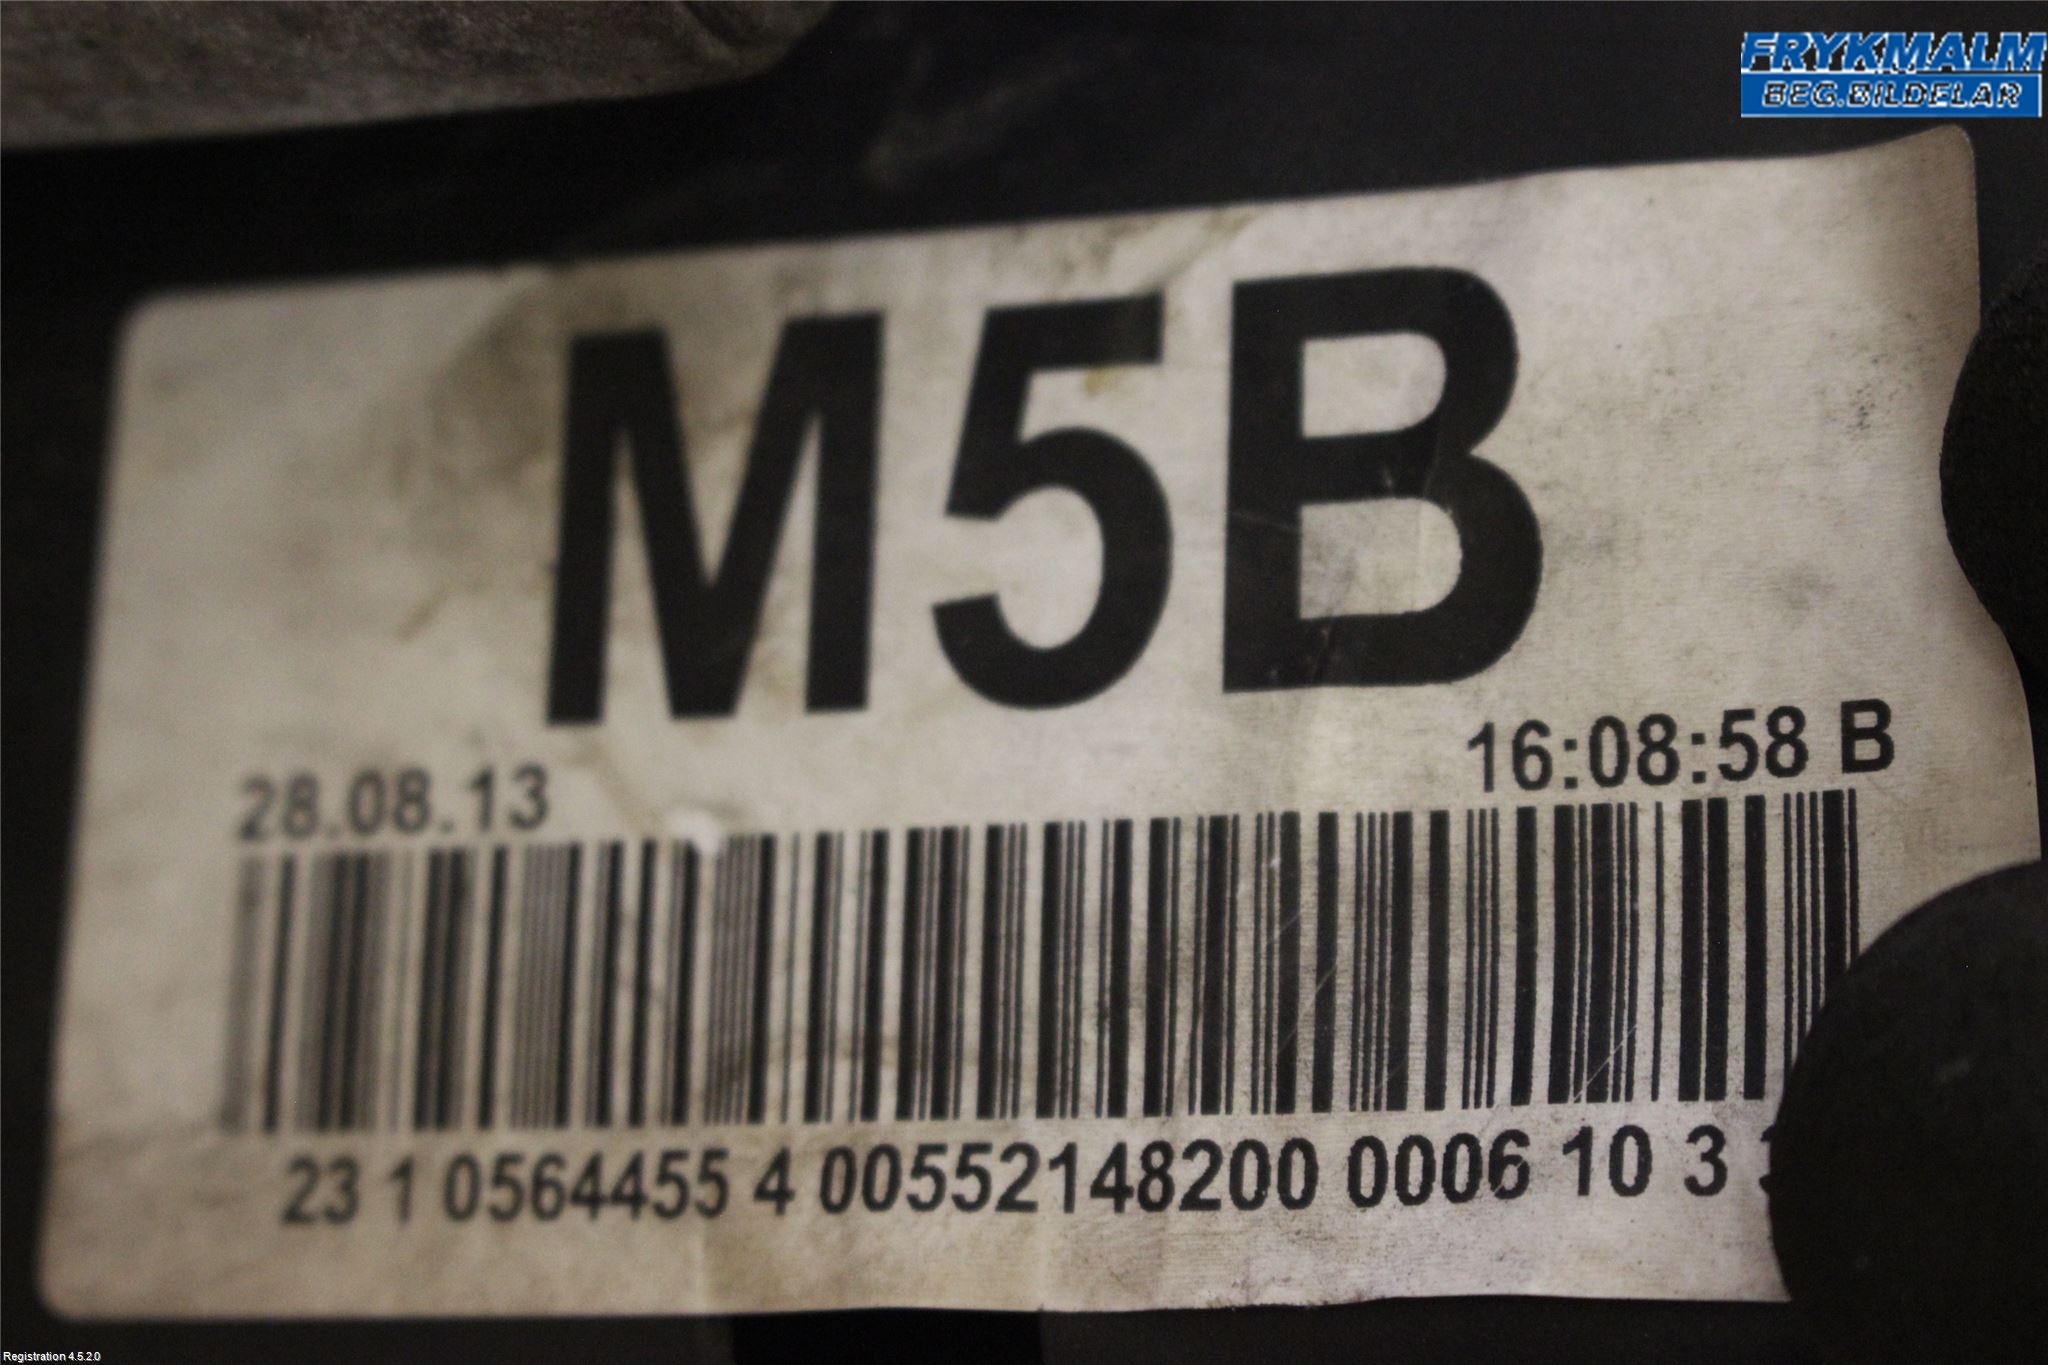 FRYKMALM
BEG.BILDELAR
M5B
28.08.13
16:08:58 B
23 1 0564455 4 00552148200 0006 10 3
Registration 4.5.2.0